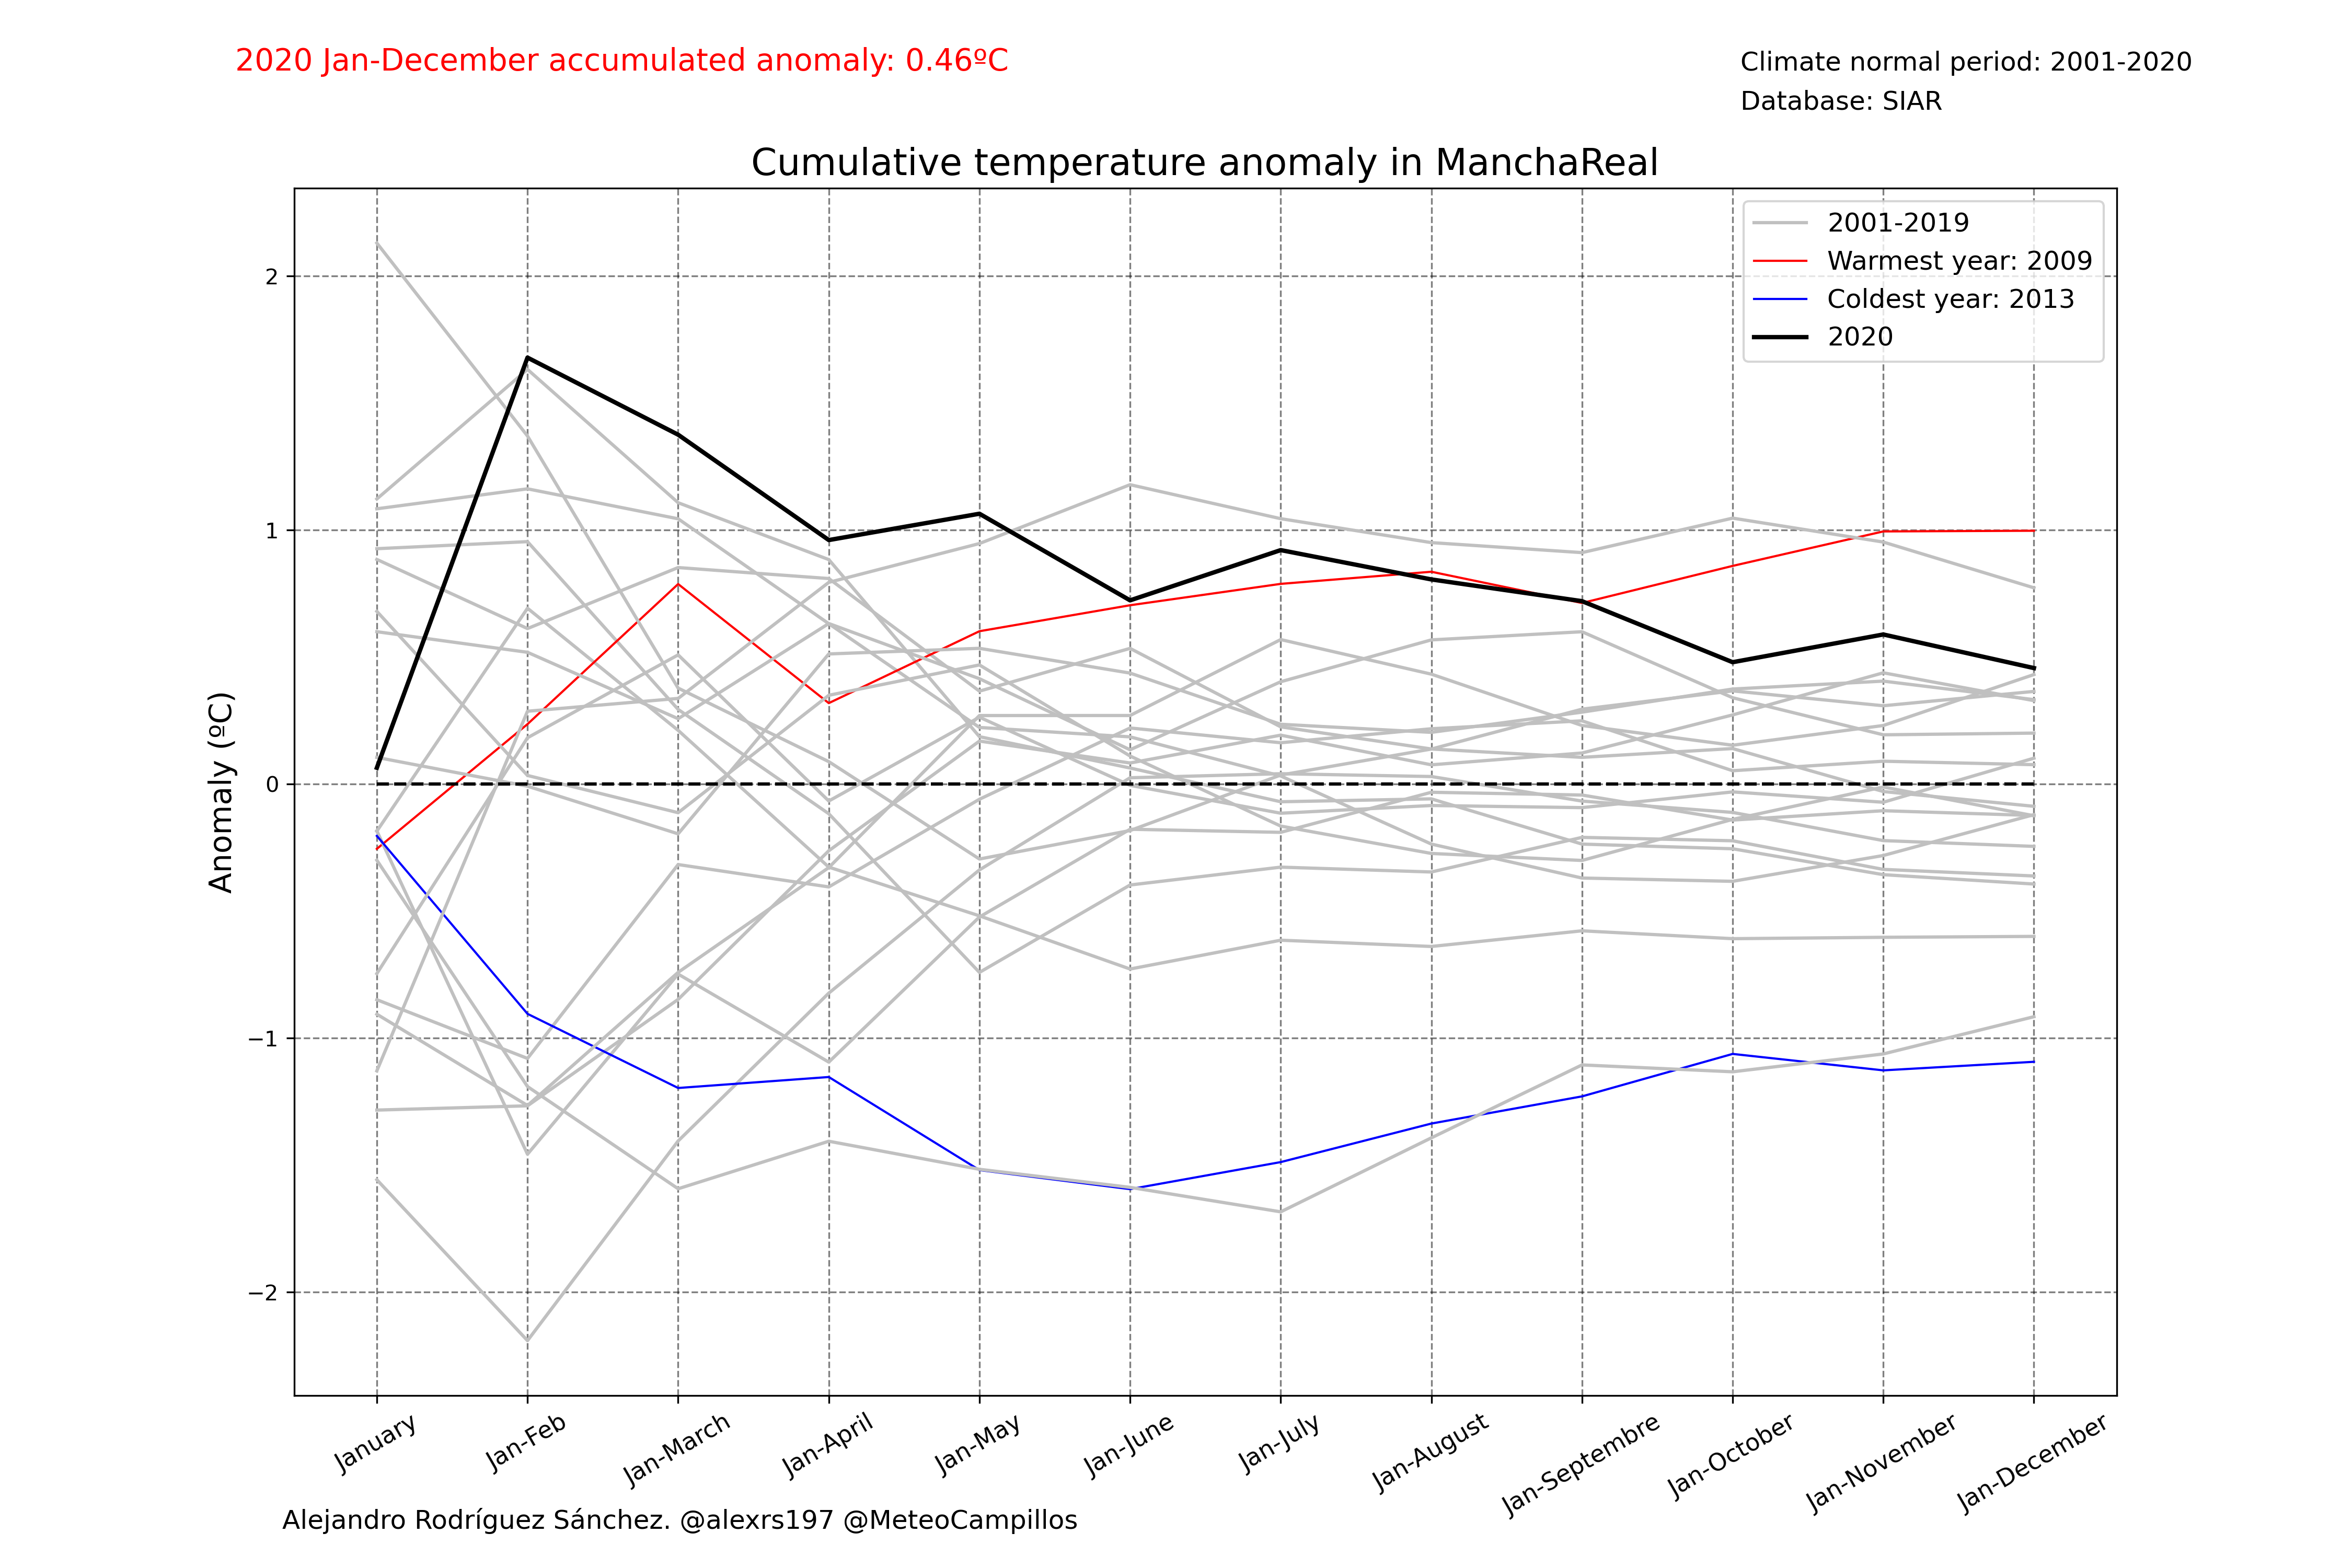 2020 Jan-December accumulated anomaly: 0.46ºC
Climate normal period: 2001-2020
Database: SIAR
Cumulative temperature anomaly in ManchaReal
2001-2019
Warmest year: 2009
Coldest year: 2013
2020
Anomaly (ºC)
2
1
0
−1
−2
January
Jan-Feb
Jan-March
Jan-April
Jan-May
Jan-June
Jan-July
Jan-August
Jan-Septembre
Jan-October
Jan-November
Jan-December
Alejandro Rodríguez Sánchez. @alexrs197 @MeteoCampillos